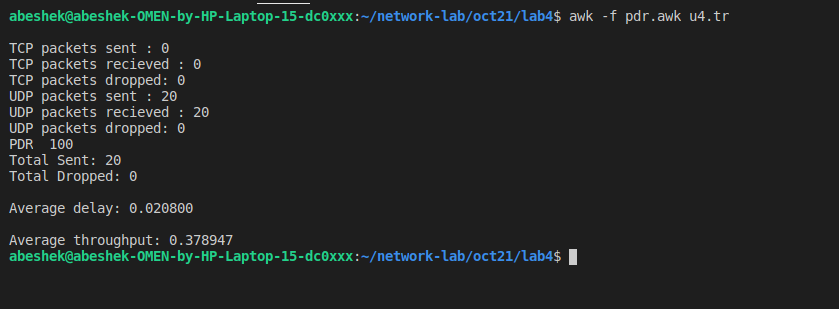 abeshek@abeshek-OMEN-by-HP-Laptop-15-dc0xxx:~/network-lab/oct21/lab4$ awk -f pdr.awk u4.tr
TCP packets sent : 0
TCP packets recieved : 0
TCP packets dropped: 0
UDP packets sent : 20
UDP packets recieved : 20
UDP packets dropped: 0
PDR  100
Total Sent: 20
Total Dropped: 0
Average delay: 0.020800
Average throughput: 0.378947
abeshek@abeshek-OMEN-by-HP-Laptop-15-dc0xxx:~/network-lab/oct21/lab4$